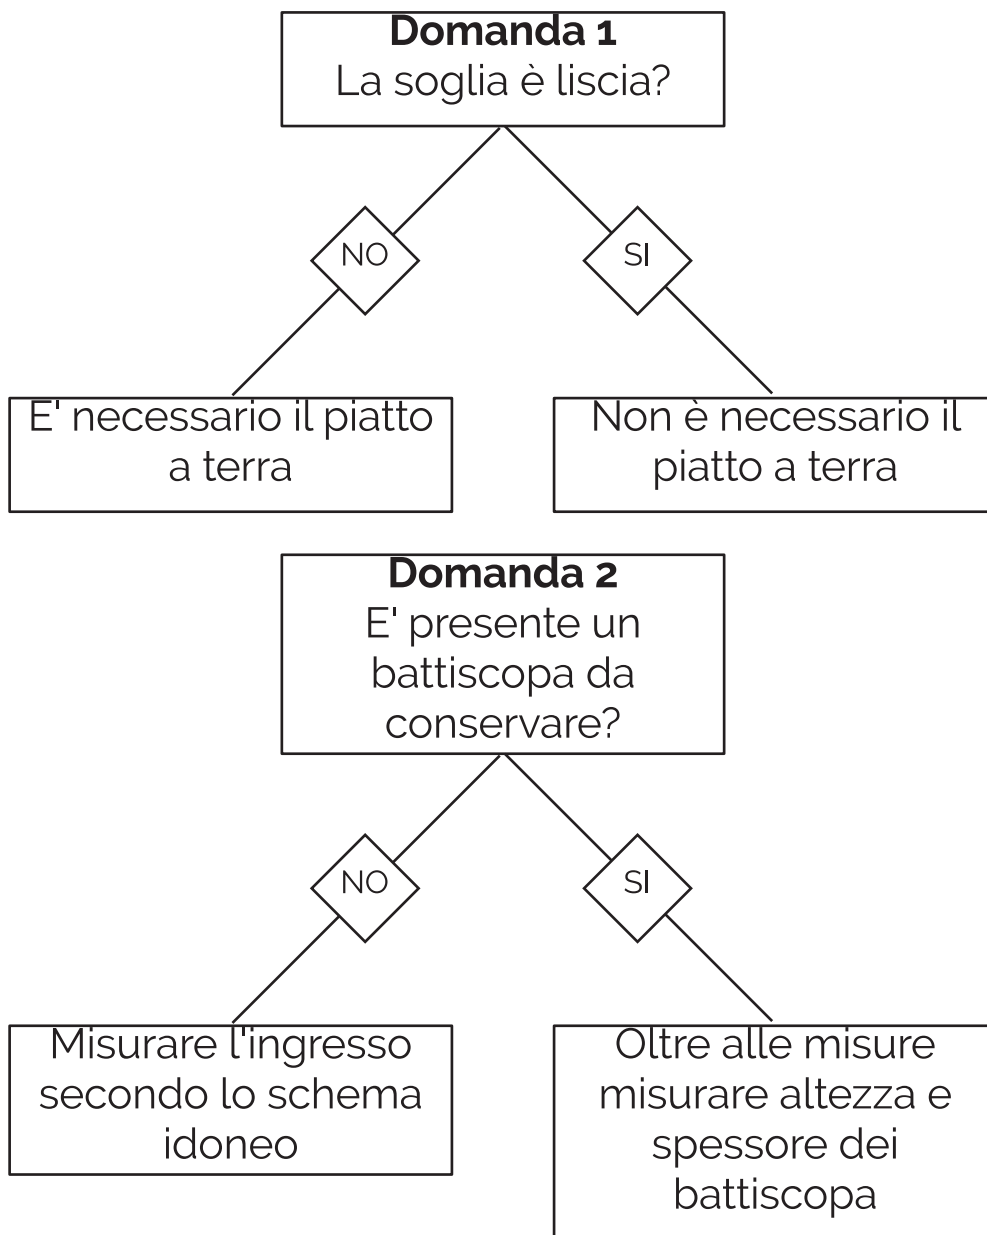 Domanda 1
La soglia è liscia?
NO
SI
E' necessario il piatto
a terra
Non è necessario il
piatto a terra
Domanda 2
E' presente un
battiscopa da
conservare?
NO
SI
Misurare l'ingresso
secondo lo schema
idoneo
Oltre alle misure
misurare altezza e
spessore dei
battiscopa